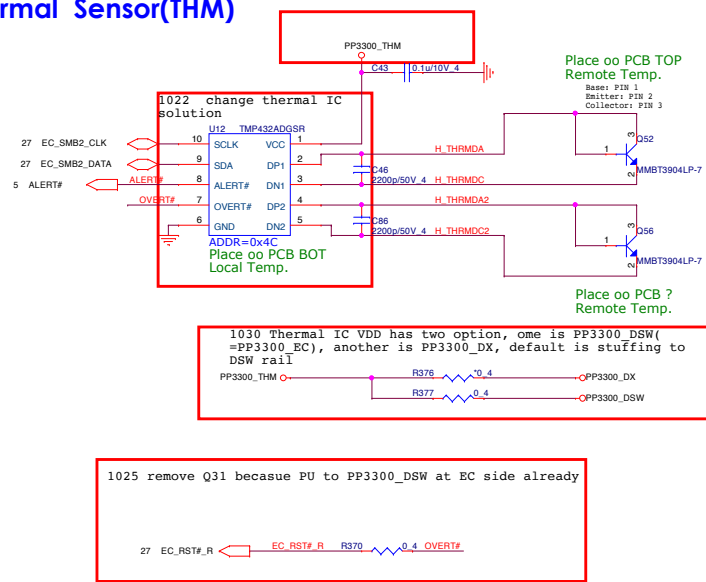 rmal Sensor(THM)
PP3300_THM
C43 0.1u/10V_4
Place oo PCB TOP
Remote Temp.
Base: PIN 1
Emitter: PIN 2
Collector: PIN 3
1022 change thermal IC
solution
U12 TMP432ADGSR
27 EC_SMB2_CLK 10 SCLK VCC 1
27 EC_SMB2_DATA 9 SDA DP1 2 H_THRMDA
5 ALERT# ALERT# 8 ALERT# DN1 3 H_THRMDC
OVERT# 7 OVERT# DP2 4 H_THRMDA2
6 GND DN2 5 H_THRMDC2
C46
2200p/50V_4
C86
2200p/50V_4
ADDR=0x4C
Place oo PCB BOT
Local Temp.
3
Q52
1
2
MMBT3904LP-7
3
Q56
1
2
MMBT3904LP-7
Place oo PCB ?
Remote Temp.
1030 Thermal IC VDD has two option, ome is PP3300_DSW(
=PP3300_EC), another is PP3300_DX, default is stuffing to
DSW rail
PP3300_THM R376 *0_4 PP3300_DX
R377 0_4 PP3300_DSW
1025 remove Q31 becasue PU to PP3300_DSW at EC side already
27 EC_RST#_R EC_RST#_R R370 0_4 OVERT#